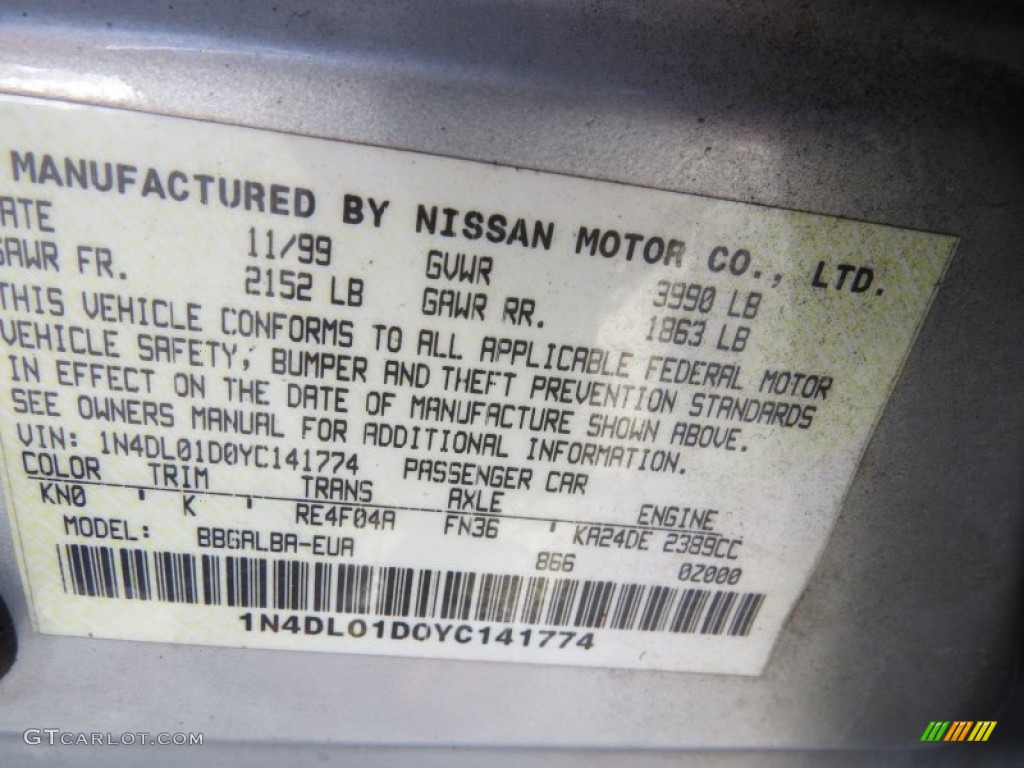 MANUFACTURED BY NISSAN MOTOR CO., LTD.
ATE 11/99 GVWR 3990 LB
GAWR FR. 2152 LB GAWR RR. 1863 LB
THIS VEHICLE CONFORMS TO ALL APPLICABLE FEDERAL MOTOR
VEHICLE SAFETY, BUMPER AND THEFT PREVENTION STANDARDS
IN EFFECT ON THE DATE OF MANUFACTURE SHOWN ABOVE.
SEE OWNERS MANUAL FOR ADDITIONAL INFORMATION.
VIN: 1N4DL01D0YC141774 PASSENGER CAR
COLOR TRIM TRANS AXLE ENGINE
KN0 ' K ' RE4F04A FN36 ' KA24DE 2389CC
MODEL: BBGALBA-EUA 866 0Z000
1N4DL01D0YC141774
GTCARLOT.COM